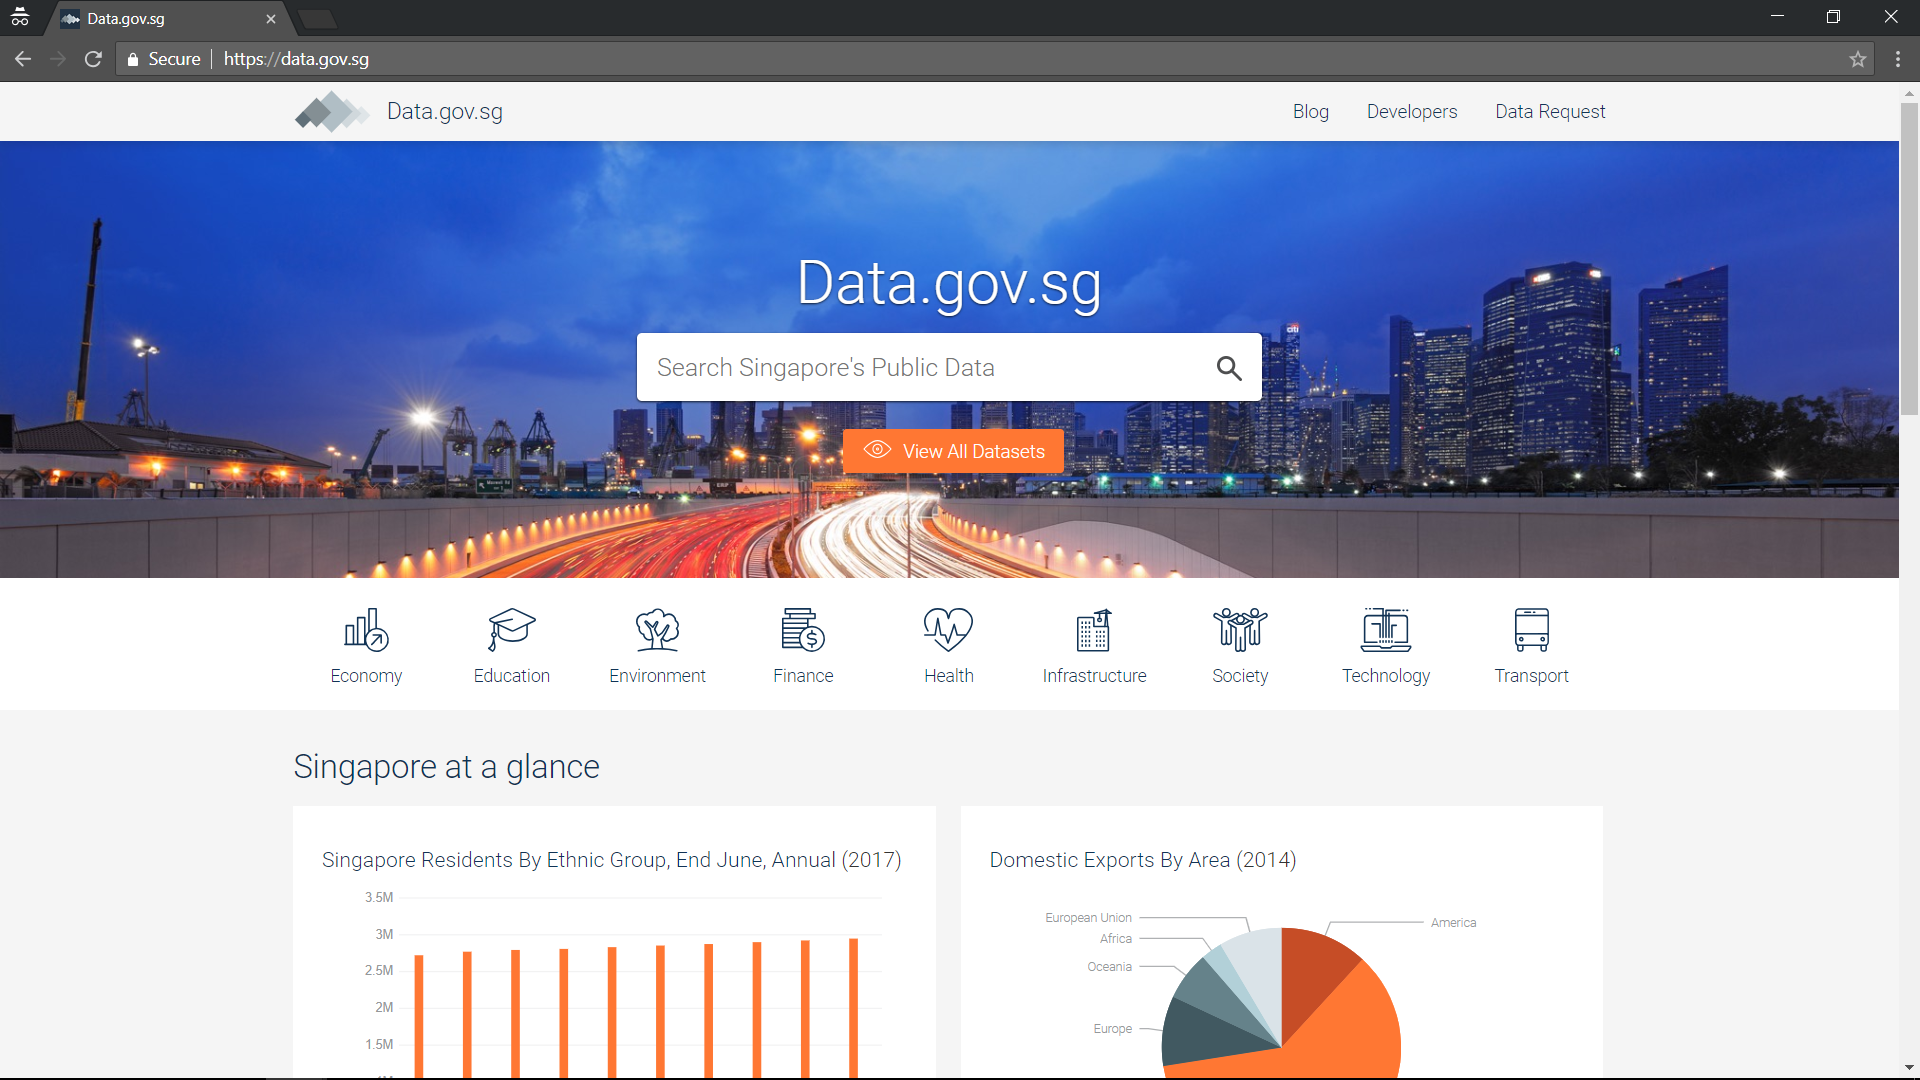 Data.gov.sg
Secure
https://data.gov.sg
Data.gov.sg
Blog
Developers
Data Request
Data.gov.sg
citi
Search Singapore's Public Data
View All Datasets
Economy
Education
Environment
Finance
Health
Infrastructure
Society
Technology
Transport
Singapore at a glance
Singapore Residents By Ethnic Group, End June, Annual (2017)
3.5M
3M
2.5M
2M
1.5M
Domestic Exports By Area (2014)
European Union
America
Africa
Oceania
Europe